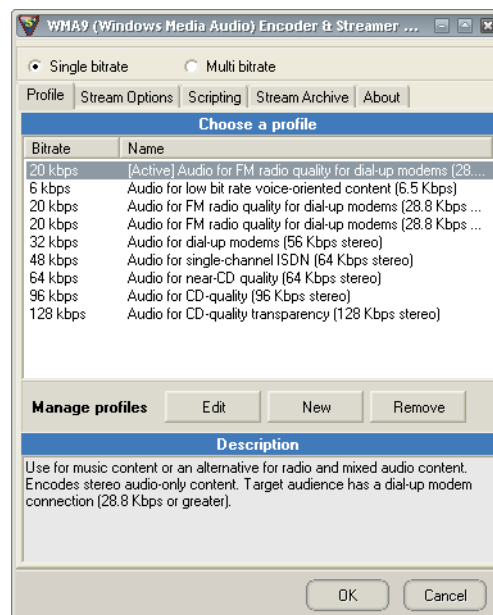 WMA9 (Windows Media Audio) Encoder & Streamer ...
Single bitrate Multi bitrate
Profile Stream Options Scripting Stream Archive About
Choose a profile
Bitrate Name
20 kbps [Active] Audio for FM radio quality for dial-up modems (28....
6 kbps Audio for low bit rate voice-oriented content (6.5 Kbps)
20 kbps Audio for FM radio quality for dial-up modems (28.8 Kbps ...
20 kbps Audio for FM radio quality for dial-up modems (28.8 Kbps ...
32 kbps Audio for dial-up modems (56 Kbps stereo)
48 kbps Audio for single-channel ISDN (64 Kbps stereo)
64 kbps Audio for near-CD quality (64 Kbps stereo)
96 kbps Audio for CD-quality (96 Kbps stereo)
128 kbps Audio for CD-quality transparency (128 Kbps stereo)
Manage profiles Edit New Remove
Description
Use for music content or an alternative for radio and mixed audio content.
Encodes stereo audio-only content. Target audience has a dial-up modem
connection (28.8 Kbps or greater).
OK Cancel